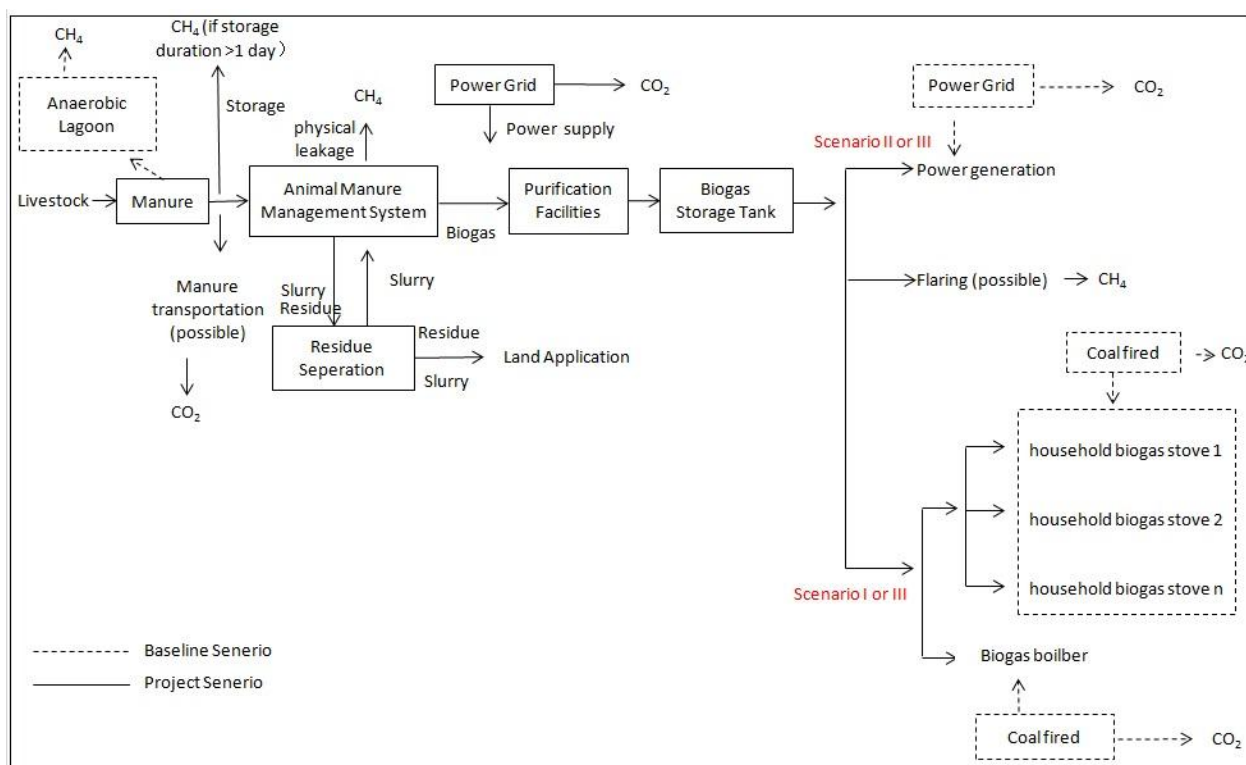 CH₄
CH₄ (if storage
duration >1 day)
Anaerobic
Lagoon
Storage
CH₄
physical
leakage
Power Grid
CO₂
Power supply
Power Grid
CO₂
Scenario II or III
Livestock
Manure
Animal Manure
Management System
Biogas
Purification
Facilities
Biogas
Storage Tank
Power generation
Manure
transportation
(possible)
CO₂
Slurry
Residue
Slurry
Residue
Seperation
Residue
Slurry
Land Application
Flaring (possible)
CH₄
Coal fired
CO₂
household biogas stove 1
household biogas stove 2
household biogas stove n
Scenario I or III
Biogas boilber
Coal fired
CO₂
Baseline Senerio
Project Senerio